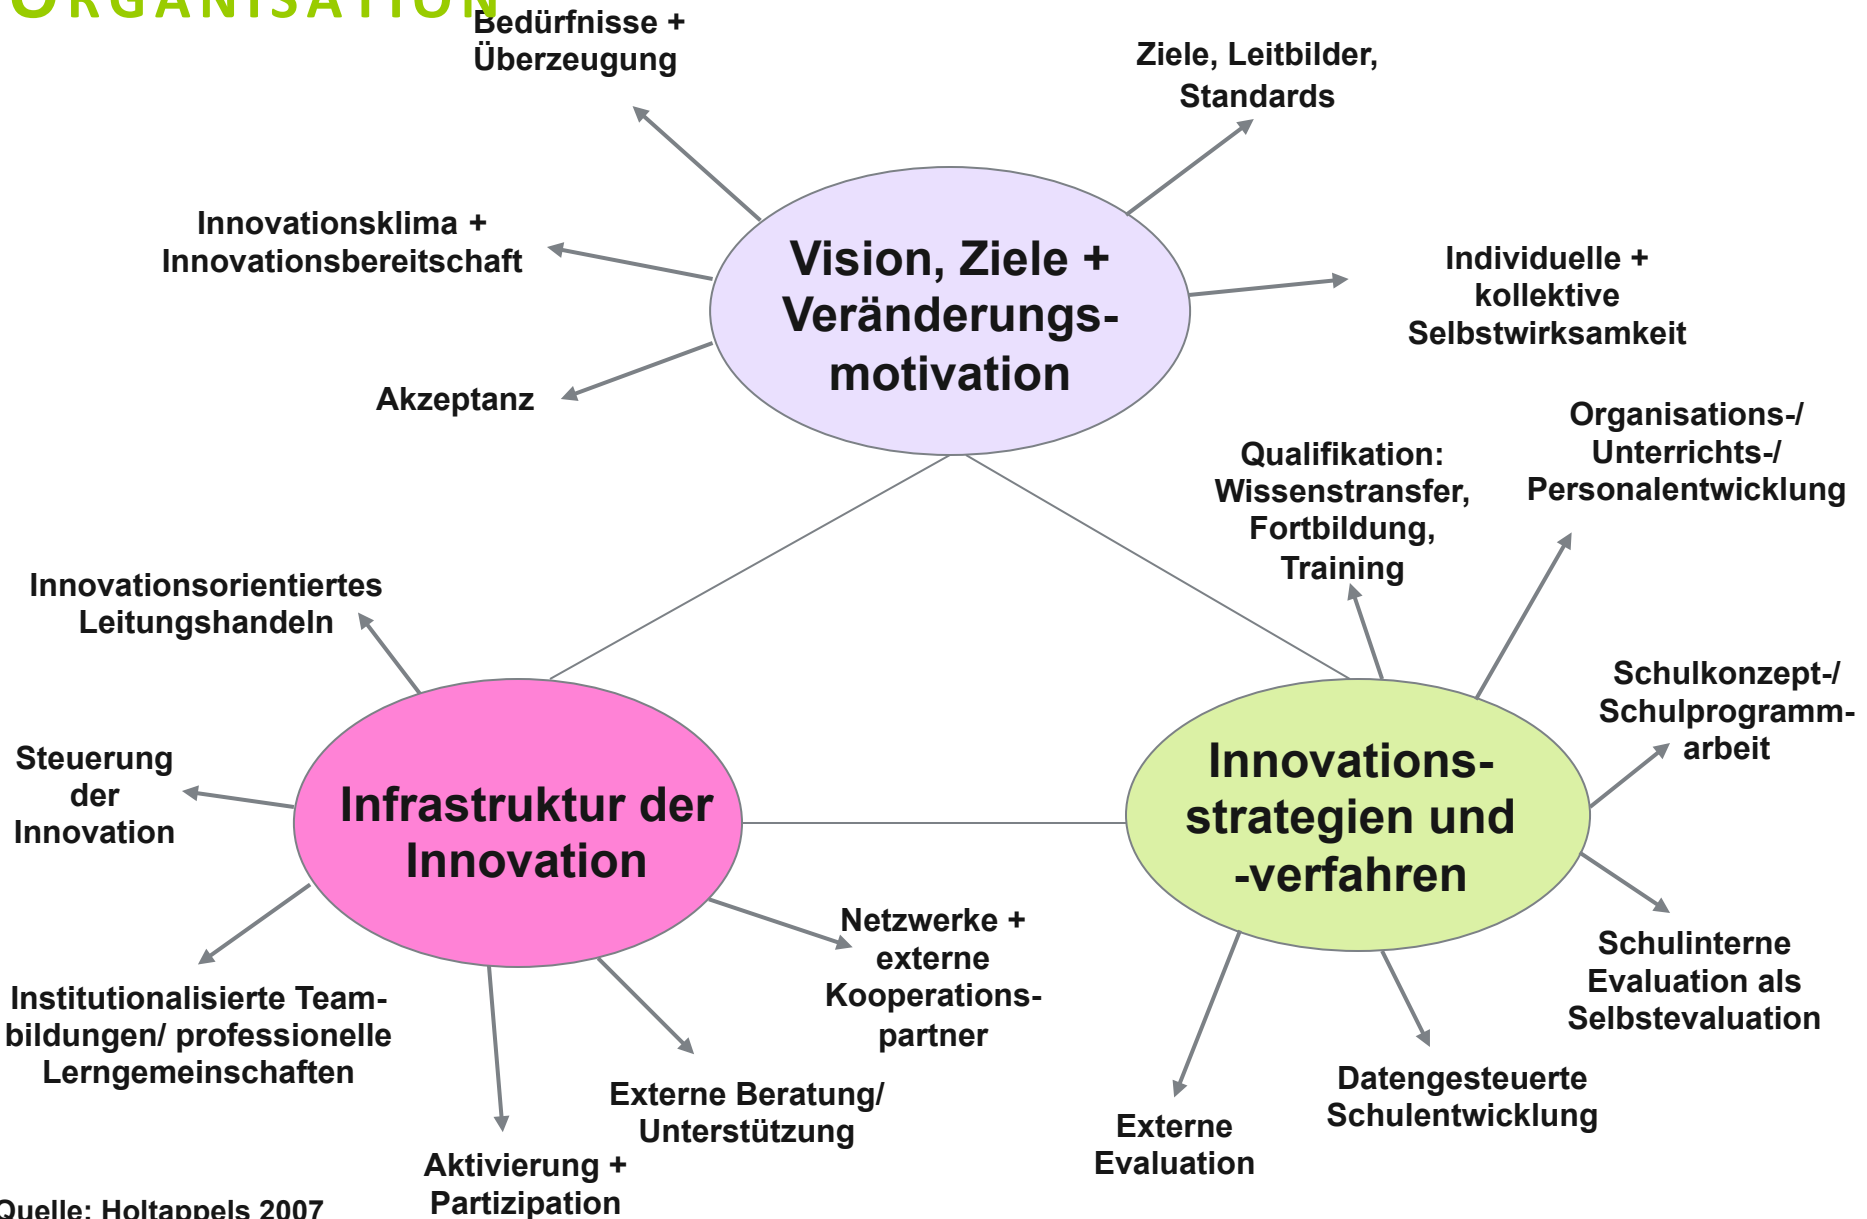 ORGANISATION
Bedürfnisse +
Überzeugung
Ziele, Leitbilder,
Standards
Innovationsklima +
Innovationsbereitschaft
Vision, Ziele +
Veränderungs-
motivation
Individuelle +
kollektive
Selbstwirksamkeit
Akzeptanz
Organisations-/
Unterrichts-/
Personalentwicklung
Qualifikation:
Wissenstransfer,
Fortbildung,
Training
Innovationsorientiertes
Leitungshandeln
Schulkonzept-/
Schulprogramm-
arbeit
Steuerung
der
Innovation
Infrastruktur der
Innovation
Innovations-
strategien und
-verfahren
Netzwerke +
externe
Kooperations-
partner
Schulinterne
Evaluation als
Selbstevaluation
Institutionalisierte Team-
bildungen/ professionelle
Lerngemeinschaften
Externe Beratung/
Unterstützung
Datengesteuerte
Schulentwicklung
Externe
Evaluation
Aktivierung +
Partizipation
Quelle: Holtappels 2007